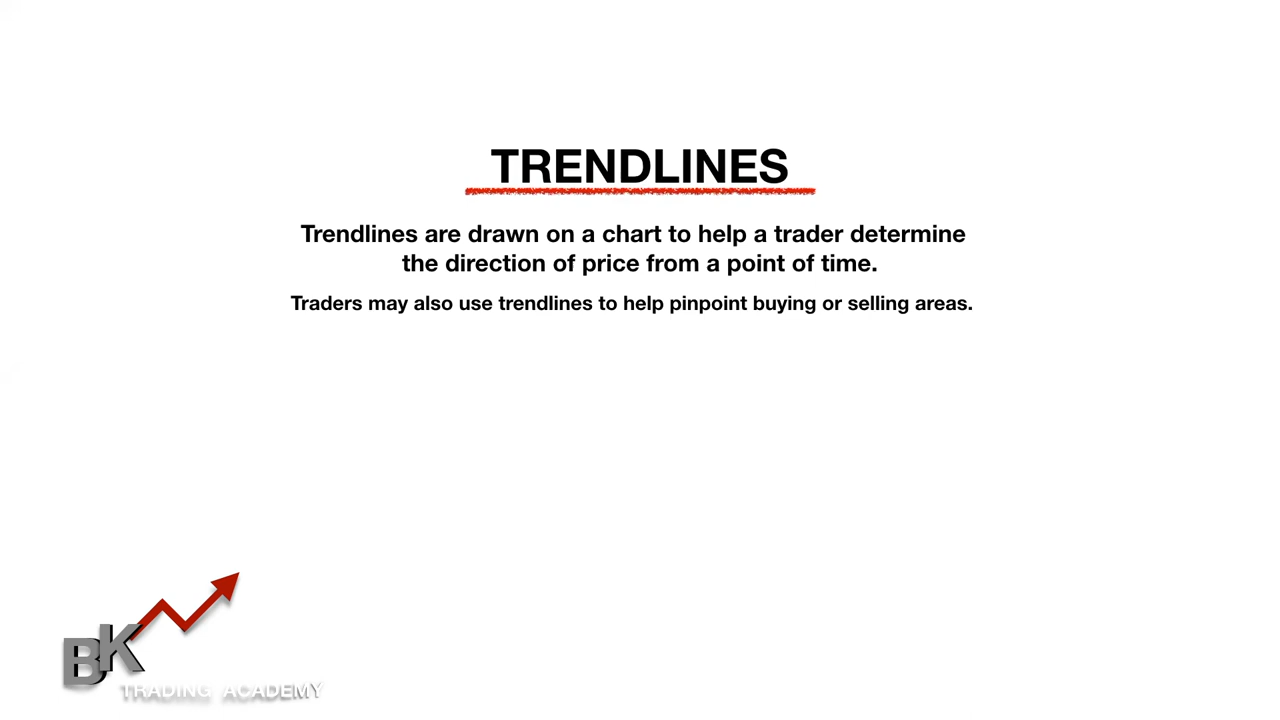 TRENDLINES
Trendlines are drawn on a chart to help a trader determine
the direction of price from a point of time.
Traders may also use trendlines to help pinpoint buying or selling areas.
BK
TRADING ACADEMY